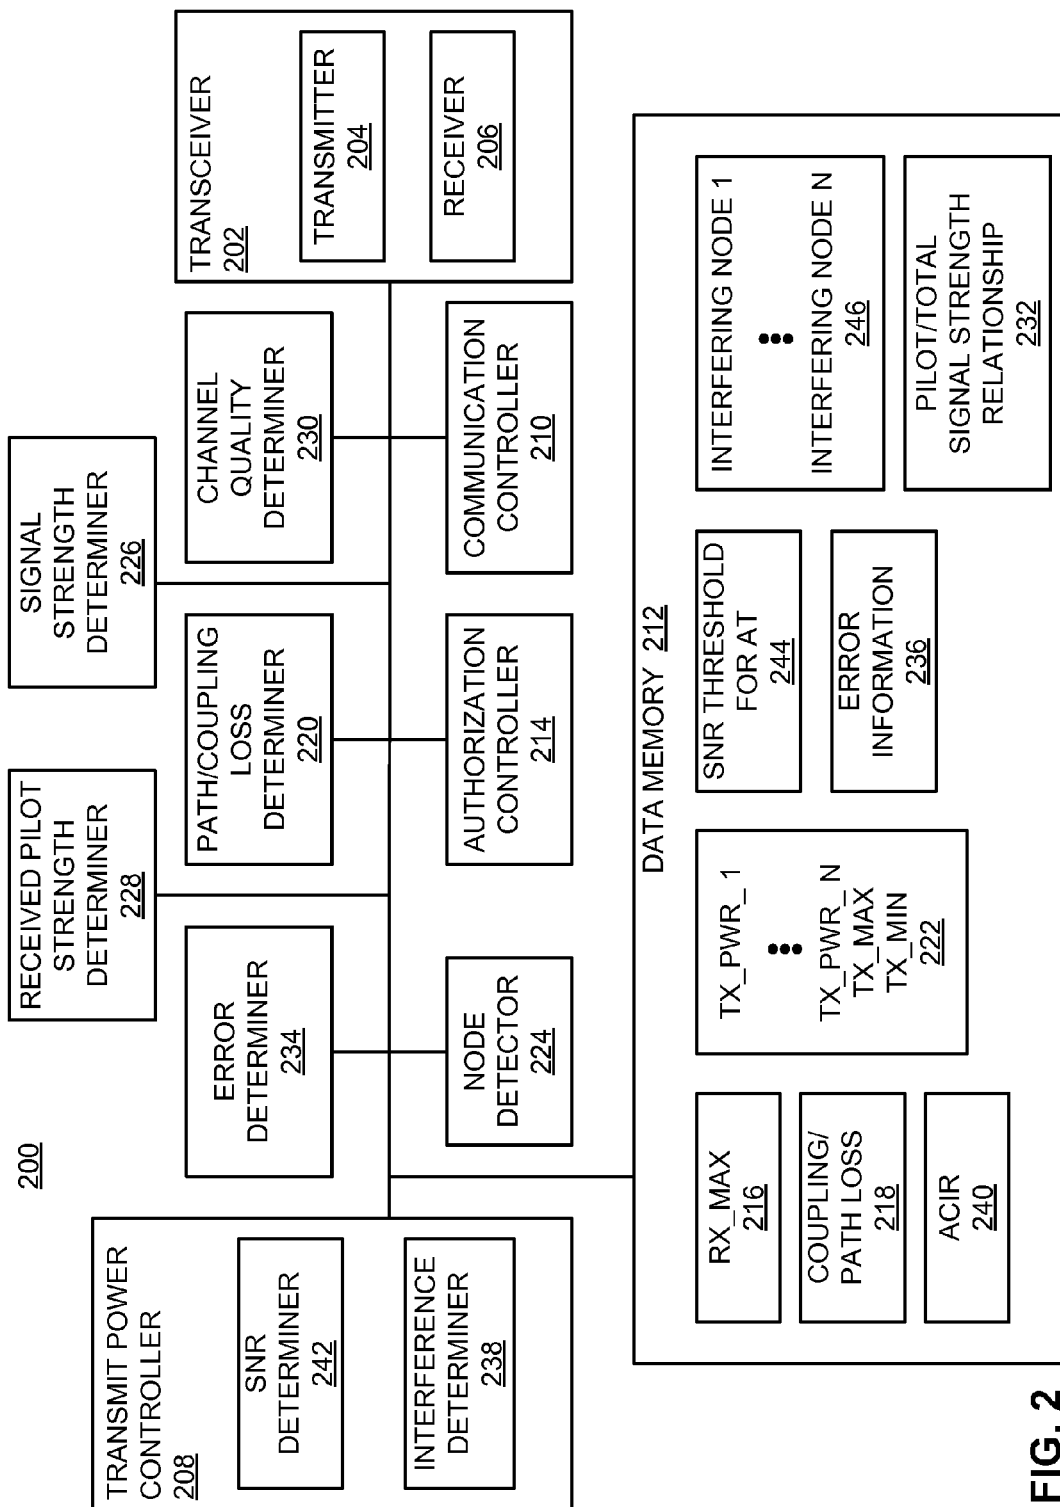 200
TRANSMIT POWER
CONTROLLER
208
SNR
DETERMINER
242
INTERFERENCE
DETERMINER
238
RECEIVED PILOT
STRENGTH
DETERMINER
228
SIGNAL
STRENGTH
DETERMINER
226
ERROR
DETERMINER
234
PATH/COUPLING
LOSS
DETERMINER
220
CHANNEL
QUALITY
DETERMINER
230
TRANSCEIVER
202
TRANSMITTER
204
RECEIVER
206
NODE
DETECTOR
224
AUTHORIZATION
CONTROLLER
214
COMMUNICATION
CONTROLLER
210
DATA MEMORY 212
RX_MAX
216
COUPLING/
PATH LOSS
218
ACIR
240
TX_PWR_ 1
TX_PWR_ N
TX_MAX
TX_MIN
222
SNR THRESHOLD
FOR AT
244
ERROR
INFORMATION
236
INTERFERING NODE 1
INTERFERING NODE N
246
PILOT/TOTAL
SIGNAL STRENGTH
RELATIONSHIP
232
FIG. 2